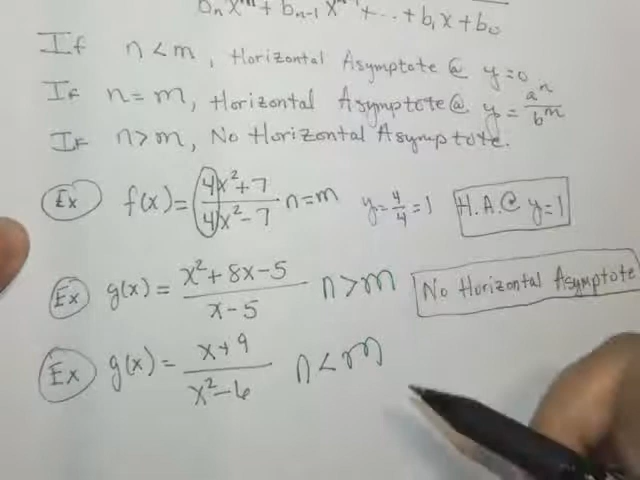 bₙxᵐ + bₙ₋₁x + ... + b₁x + b₀
If n < m, Horizontal Asymptote @ y = 0
If n = m, Horizontal Asymptote @ y = aⁿ/bᵐ
If n > m, No Horizontal Asymptote.
Ex f(x) = (4x² + 7)/(4x² - 7) n = m y = 4/4 = 1 H.A. @ y = 1
Ex g(x) = (x² + 8x - 5)/(x - 5) n > m No Horizontal Asymptote
Ex g(x) = (x + 9)/(x² - 6) n < m